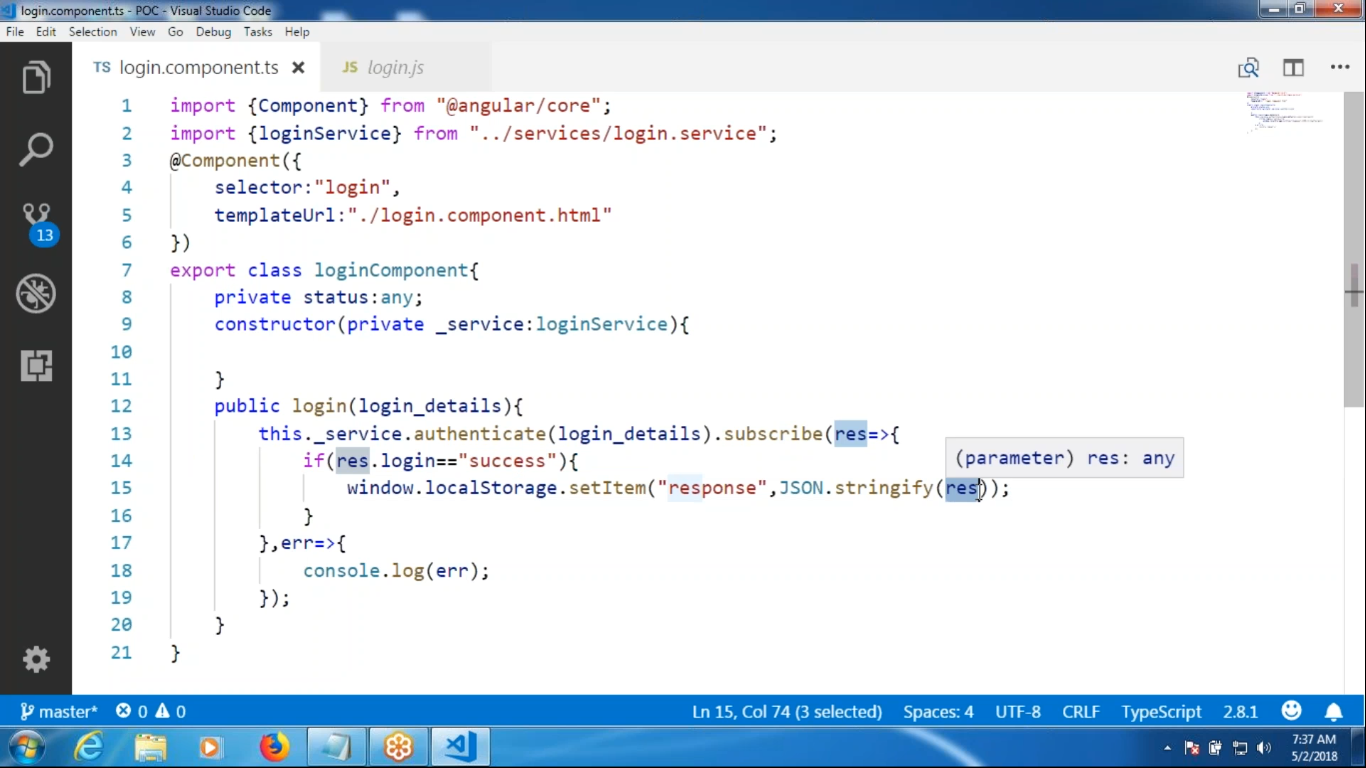 login.component.ts - POC - Visual Studio Code
File Edit Selection View Go Debug Tasks Help
TS login.component.ts JS login.js
1 import {Component} from "@angular/core";
2 import {loginService} from "../services/login.service";
3 @Component({
4 selector:"login",
5 templateUrl:"./login.component.html"
6 })
7 export class loginComponent{
8 private status:any;
9 constructor(private _service:loginService){
10
11 }
12 public login(login_details){
13 this._service.authenticate(login_details).subscribe(res=>{
14 if(res.login=="success"){
(parameter) res: any
15 window.localStorage.setItem("response",JSON.stringify(res));
16 }
17 },err=>{
18 console.log(err);
19 });
20 }
21 }
13
master* 0 0 Ln 15, Col 74 (3 selected) Spaces: 4 UTF-8 CRLF TypeScript 2.8.1
7:37 AM
5/2/2018